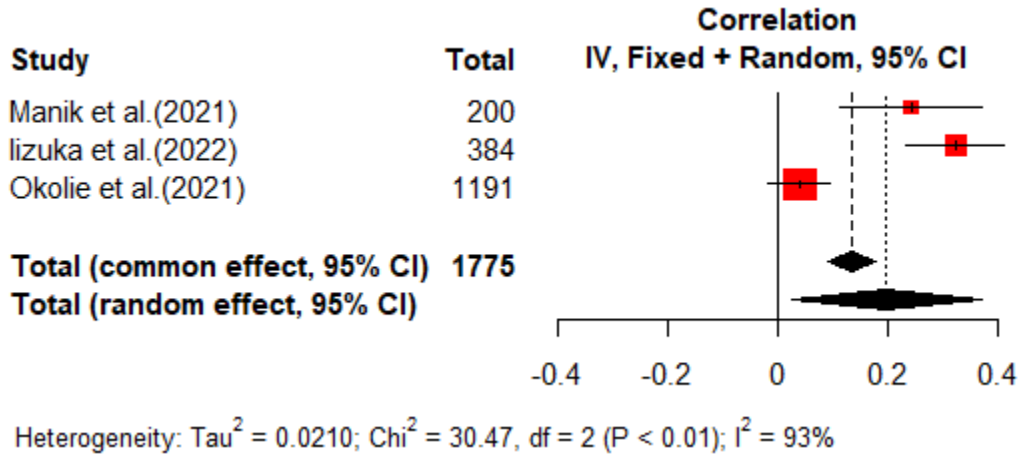 Correlation
Study Total IV, Fixed + Random, 95% CI
Manik et al.(2021) 200
Iizuka et al.(2022) 384
Okolie et al.(2021) 1191
Total (common effect, 95% CI) 1775
Total (random effect, 95% CI)
-0.4 -0.2 0 0.2 0.4
Heterogeneity: Tau² = 0.0210; Chi² = 30.47, df = 2 (P < 0.01); I² = 93%